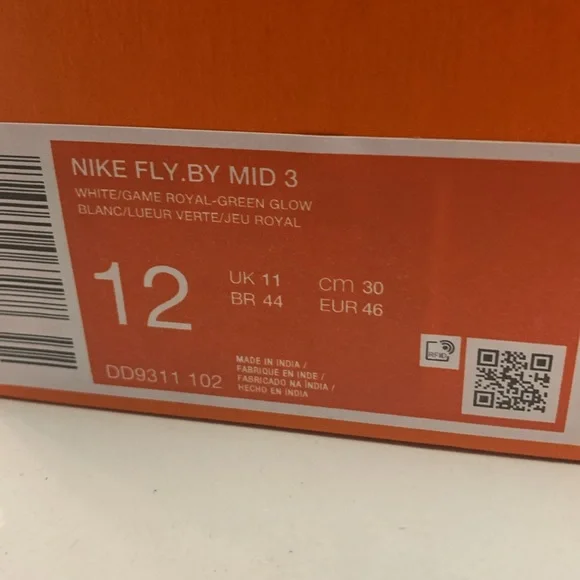 NIKE FLY.BY MID 3
WHITE/GAME ROYAL-GREEN GLOW
BLANC/LUEUR VERTE/JEU ROYAL
12
UK 11 cm 30
BR 44 EUR 46
DD9311 102
MADE IN INDIA /
FABRIQUE EN INDE /
FABRICADO NA ÍNDIA /
HECHO EN INDIA
RFID